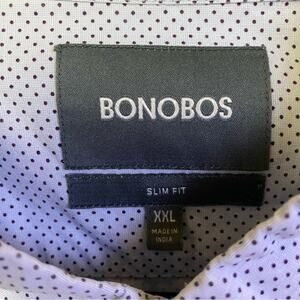 BONOBOS
SLIM FIT
XXL
MADE IN
INDIA